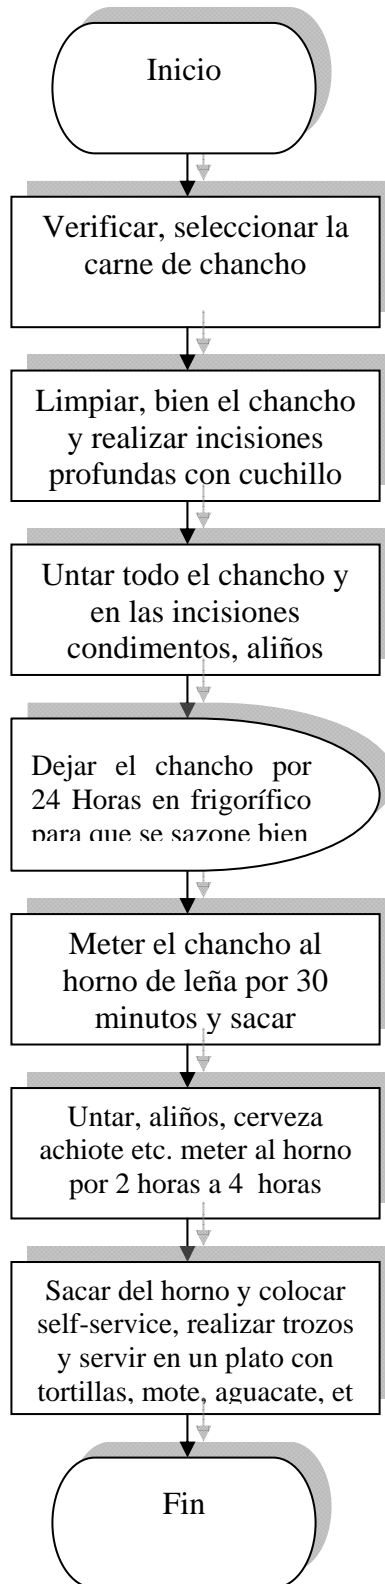 Inicio
Verificar, seleccionar la
carne de chancho
Limpiar, bien el chancho
y realizar incisiones
profundas con cuchillo
Untar todo el chancho y
en las incisiones
condimentos, aliños
Dejar el chancho por
24 Horas en frigorífico
para que se sazone bien
Meter el chancho al
horno de leña por 30
minutos y sacar
Untar, aliños, cerveza
achiote etc. meter al horno
por 2 horas a 4 horas
Sacar del horno y colocar
self-service, realizar trozos
y servir en un plato con
tortillas, mote, aguacate, et
Fin